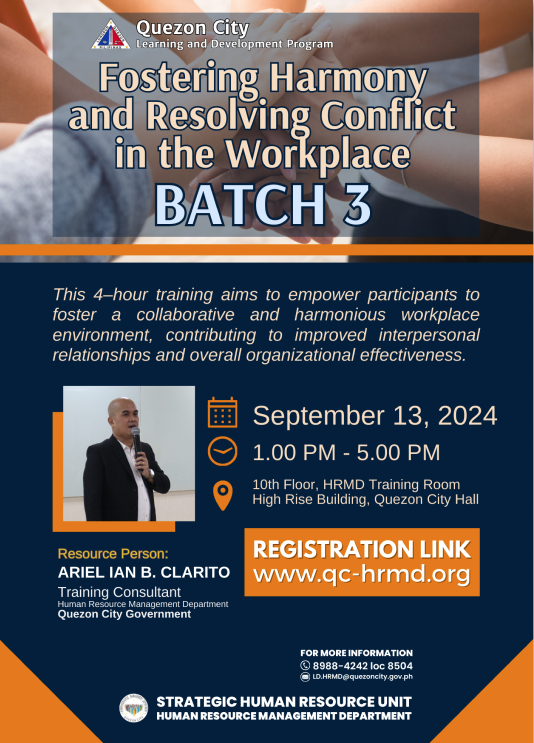 Quezon City
Learning and Development Program
Fostering Harmony
and Resolving Conflict
in the Workplace
BATCH 3
This 4–hour training aims to empower participants to
foster a collaborative and harmonious workplace
environment, contributing to improved interpersonal
relationships and overall organizational effectiveness.
September 13, 2024
1.00 PM - 5.00 PM
10th Floor, HRMD Training Room
High Rise Building, Quezon City Hall
REGISTRATION LINK
www.qc-hrmd.org
Resource Person:
ARIEL IAN B. CLARITO
Training Consultant
Human Resource Management Department
Quezon City Government
FOR MORE INFORMATION
8988-4242 loc 8504
LD.HRMD@quezoncity.gov.ph
STRATEGIC HUMAN RESOURCE UNIT
HUMAN RESOURCE MANAGEMENT DEPARTMENT